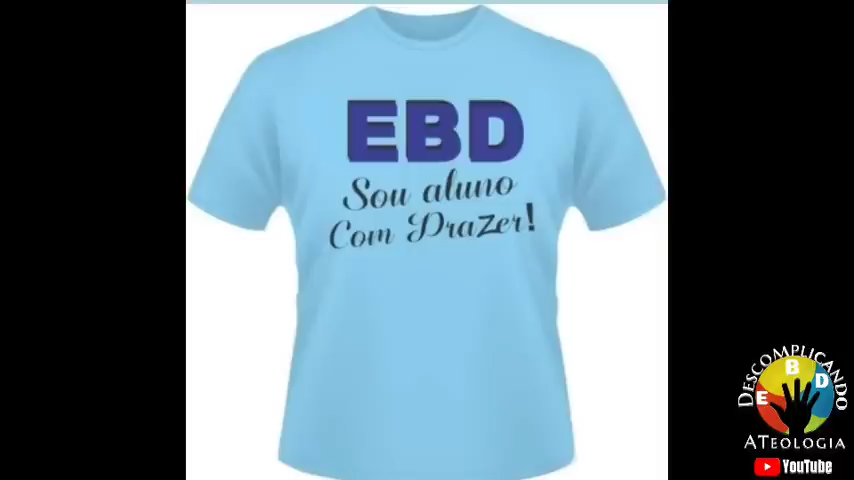 EBD
Sou aluno
Com Prazer!
DESCOMPLICANDO
E B D
ATEOLOGIA
YouTube